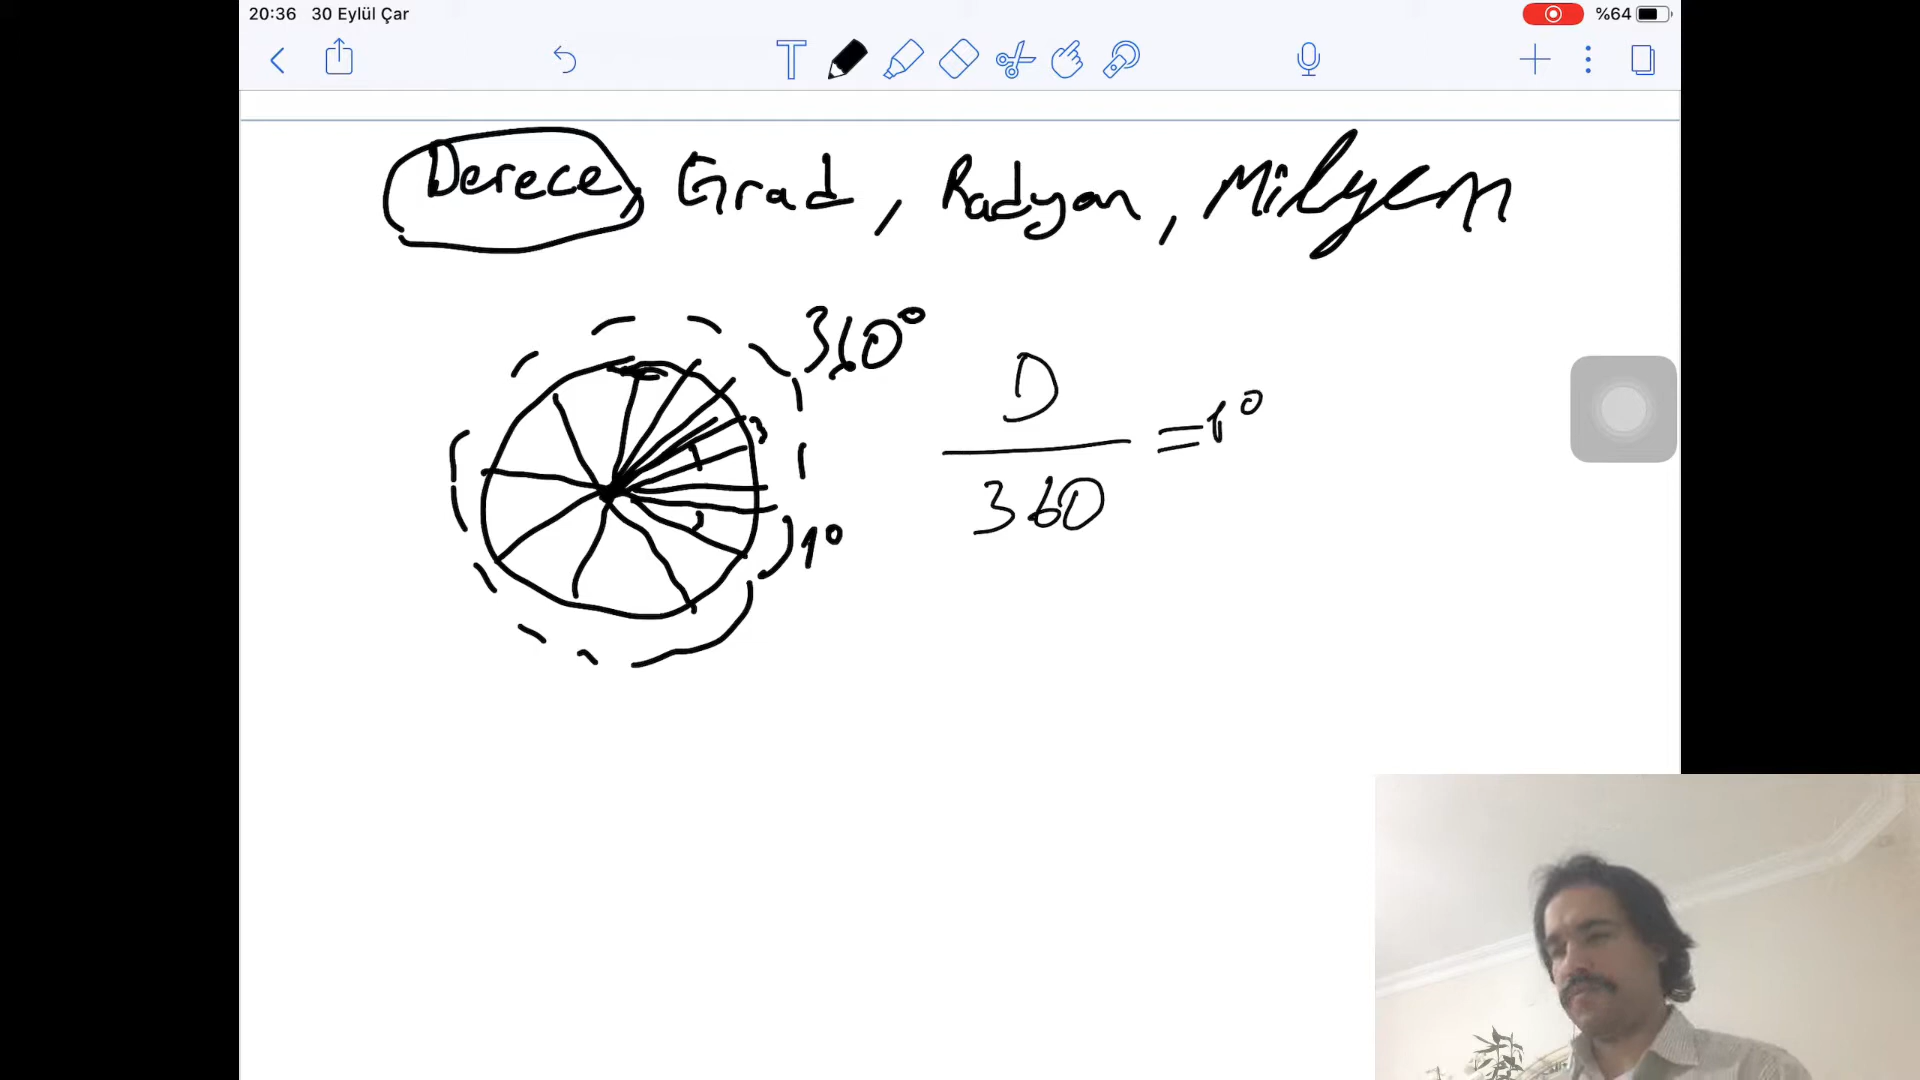 20:36 30 Eylül Çar
%64
T
Derece, Grad, Radyan, Milyem
360°
D
360
=1°
1°